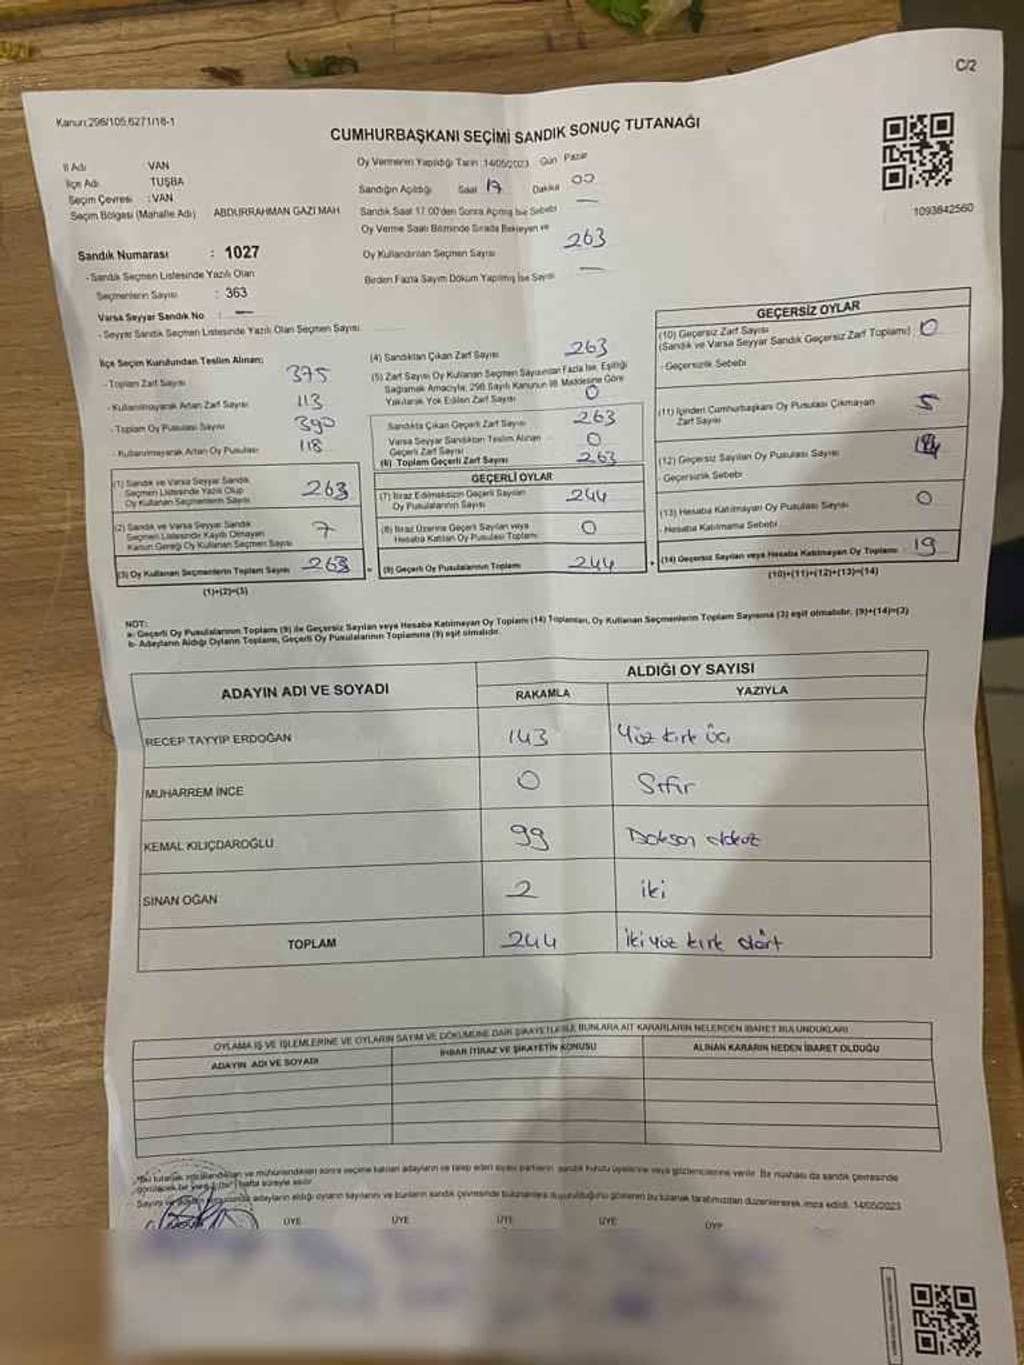 C/2
Kanun:298/105,6271/18-1
CUMHURBAŞKANI SEÇİMİ SANDIK SONUÇ TUTANAĞI
İl Adı : VAN
İlçe Adı : TUŞBA
Seçim Çevresi : VAN
Seçim Bölgesi (Mahalle Adı) ABDURRAHMAN GAZİ MAH.
Sandık Numarası : 1027
- Sandık Seçmen Listesinde Yazılı Olan
Seçmenlerin Sayısı : 363
Varsa Seyyar Sandık No : —
- Seyyar Sandık Seçmen Listesinde Yazılı Olan Seçmen Sayısı
Oy Vermenin Yapıldığı Tarih :14/05/2023 Gün Pazar
Sandığın Açıldığı Saat 17 Dakika 00
Sandık Saat 17.00'den Sonra Açılmış İse Sebebi —
Oy Verme Saati Bitiminde Sırada Bekleyen ve
Oy Kullandırılan Seçmen Sayısı 263
Birden Fazla Sayım Döküm Yapılmış İse Sayısı —
1093842560
İlçe Seçim Kurulundan Teslim Alınan;
- Toplam Zarf Sayısı 375
- Kullanılmayarak Artan Zarf Sayısı 113
- Toplam Oy Pusulası Sayısı 390
- Kullanılmayarak Artan Oy Pusulası 118
(1) Sandık ve Varsa Seyyar Sandık
Seçmen Listesinde Yazılı Olup
Oy Kullanan Seçmenlerin Sayısı 263
(2) Sandık ve Varsa Seyyar Sandık
Seçmen Listesinde Kayıtlı Olmayan
Kanun Gereği Oy Kullanan Seçmen Sayısı 7
(3) Oy Kullanan Seçmenlerin Toplam Sayısı 263
(1)+(2)=(3)
(4) Sandıktan Çıkan Zarf Sayısı 263
(5) Zarf Sayısı Oy Kullanan Seçmen Sayısından Fazla İse, Eşitliği
Sağlamak Amacıyla, 298 Sayılı Kanunun 98. Maddesine Göre
Yakılarak Yok Edilen Zarf Sayısı 0
Sandıkta Çıkan Geçerli Zarf Sayısı 263
Varsa Seyyar Sandıktan Teslim Alınan
Geçerli Zarf Sayısı 0
(6) Toplam Geçerli Zarf Sayısı 263
GEÇERLİ OYLAR
(7) İtiraz Edilmeksizin Geçerli Sayılan
Oy Pusulası Sayısı 244
(8) İtiraz Üzerine Geçerli Sayılan veya
Hesaba Katılan Oy Pusulası Toplamı 0
(9) Geçerli Oy Pusulalarının Toplamı 244
GEÇERSİZ OYLAR
(10) Geçersiz Zarf Sayısı
(Sandık ve Varsa Seyyar Sandık Geçersiz Zarf Toplamı) 0
- Geçersizlik Sebebi
(11) İçinden Cumhurbaşkanı Oy Pusulası Çıkmayan
Zarf Sayısı 5
(12) Geçersiz Sayılan Oy Pusulası Sayısı
- Geçersizlik Sebebi
(13) Hesaba Katılmayan Oy Pusulası Sayısı 0
- Hesaba Katılmama Sebebi
(14) Geçersiz Sayılan veya Hesaba Katılmayan Oy Toplamı 19
(10)+(11)+(12)+(13)=(14)
NOT:
a- Geçerli Oy Pusulalarının Toplamı (9) ile Geçersiz Sayılan veya Hesaba Katılmayan Oy Toplamı (14) Toplamları, Oy Kullanan Seçmenlerin Toplam Sayısına (3) eşit olmalıdır. (9)+(14)=(3)
b- Adayların Aldığı Oyların Toplamı, Geçerli Oy Pusulalarının Toplamına (9) eşit olmalıdır.
ADAYIN ADI VE SOYADI
ALDIĞI OY SAYISI
RAKAMLA YAZIYLA
RECEP TAYYİP ERDOĞAN 143 Yüz kırk üç
MUHARREM İNCE 0 Sıfır
KEMAL KILIÇDAROĞLU 99 Doksan dokuz
SİNAN OĞAN 2 iki
TOPLAM 244 iki yüz kırk dört
OYLAMA İŞ VE İŞLEMLERİNE VE OYLARIN SAYIM VE DÖKÜMÜNE DAİR ŞİKAYETLER İLE BUNLARA AİT KARARLARIN NELERDEN İBARET BULUNDUKLARI
ADAYIN ADI VE SOYADI İHBAR İTİRAZ VE ŞİKAYETİN KONUSU ALINAN KARARIN NEDEN İBARET OLDUĞU
ve mühürlendikten sonra seçime katılan adayların ve talep eden siyasi partilerin sandık kurulu üyelerine veya gözlemcilerine verilir. Bir nüshası da sandık çevresinde
hafta süreyle asılır.
adayların aldığı oyların sayılarını ve bunların sandık çevresinde bulunanlara duyurulduğunu gösteren bu tutanak tarafımızdan düzenlenerek imza edildi. 14/05/2023
ÜYE ÜYE ÜYE ÜYE ÜYE